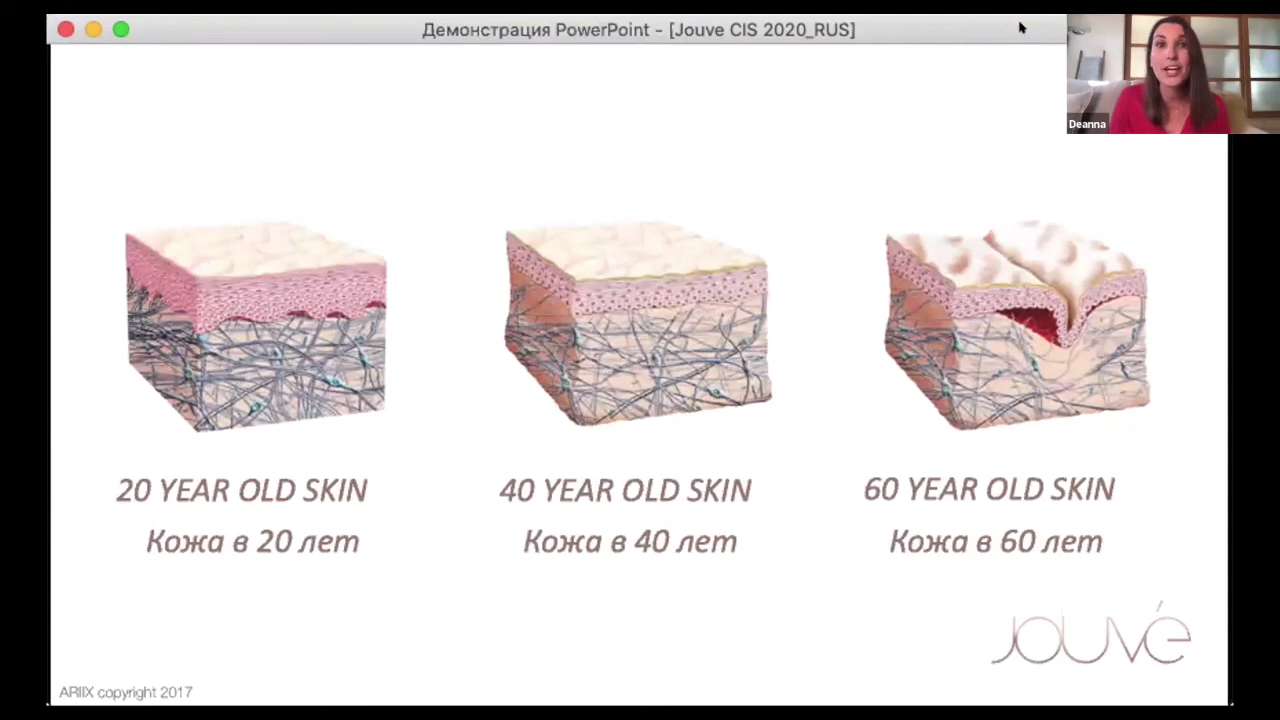 Демонстрация PowerPoint - [Jouve CIS 2020_RUS]
Deanna
20 YEAR OLD SKIN
Кожа в 20 лет
40 YEAR OLD SKIN
Кожа в 40 лет
60 YEAR OLD SKIN
Кожа в 60 лет
JOUVÉ
ARIIX copyright 2017